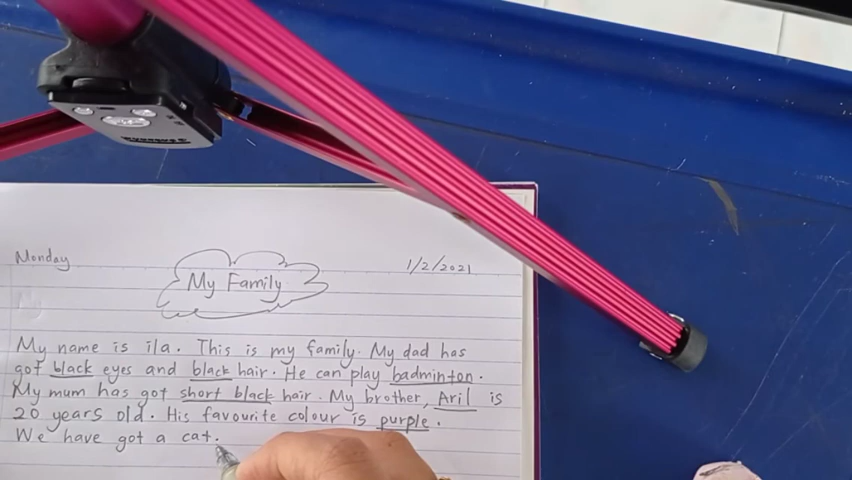 Monday
My Family
1/2/2021
My name is ila. This is my family. My dad has
got black eyes and black hair. He can play badminton.
My mum has got short black hair. My brother, Aril is
20 years old. His favourite colour is purple.
We have got a cat.